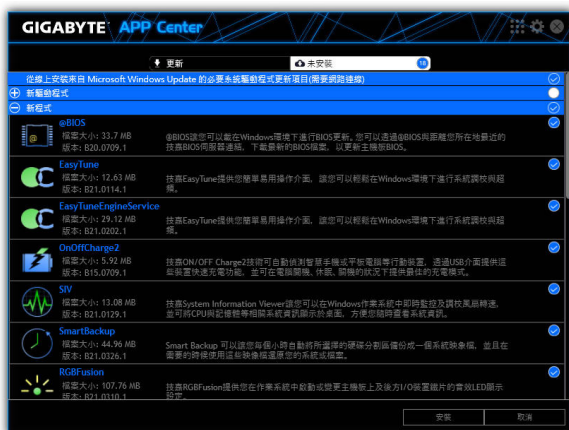 GIGABYTE APP Center
更新
未安裝 18
從線上安裝來自 Microsoft Windows Update 的必要系統驅動程式更新項目(需要網路連線)
新驅動程式
新程式
@BIOS
檔案大小: 33.7 MB
版本: B20.0709.1
@BIOS讓您可以載在Windows環境下進行BIOS更新。您可以透過@BIOS與距離您所在地最近的
技嘉BIOS伺服器連結，下載最新的BIOS檔案，以更新主機板BIOS。
EasyTune
檔案大小: 12.63 MB
版本: B21.0114.1
技嘉EasyTune提供您簡單易用操作介面，讓您可以輕鬆在Windows環境下進行系統調校與超
頻。
EasyTuneEngineService
檔案大小: 29.12 MB
版本: B21.0202.1
技嘉EasyTune提供您簡單易用操作介面，讓您可以輕鬆在Windows環境下進行系統調校與超
頻。
OnOffCharge2
檔案大小: 5.92 MB
版本: B15.0709.1
技嘉ON/OFF Charge2技術可自動偵測智慧手機或平板電腦等行動裝置，透過USB介面提供這
些裝置快速充電功能，並可在電腦開機、休眠、關機的狀況下提供最佳的充電模式。
SIV
檔案大小: 13.08 MB
版本: B21.0129.1
技嘉System Information Viewer讓您可以在Windows作業系統中即時監控及調校風扇轉速，
並可將CPU與記憶體等相關系統資訊顯示於桌面，方便您隨時查看系統資訊。
SmartBackup
檔案大小: 44.96 MB
版本: B21.0326.1
Smart Backup 可以讓您每個小時自動將所選擇的硬碟分割區備份成一個系統映像檔，並且在
需要的時候使用這些映像檔還原您的系統或檔案。
RGBFusion
檔案大小: 107.76 MB
版本: B21.0310.1
技嘉RGBFusion提供您在作業系統中啟動或變更主機板上及後方I/O裝置鐵片的音效LED顯示
設定。
安裝
取消